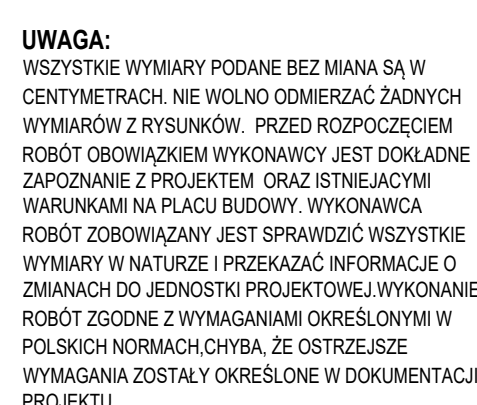 UWAGA:
WSZYSTKIE WYMIARY PODANE BEZ MIANA SĄ W
CENTYMETRACH. NIE WOLNO ODMIERZAĆ ŻADNYCH
WYMIARÓW Z RYSUNKÓW. PRZED ROZPOCZĘCIEM
ROBÓT OBOWIĄZKIEM WYKONAWCY JEST DOKŁADNE
ZAPOZNANIE Z PROJEKTEM ORAZ ISTNIEJACYMI
WARUNKAMI NA PLACU BUDOWY. WYKONAWCA
ROBÓT ZOBOWIĄZANY JEST SPRAWDZIĆ WSZYSTKIE
WYMIARY W NATURZE I PRZEKAZAĆ INFORMACJE O
ZMIANACH DO JEDNOSTKI PROJEKTOWEJ.WYKONANIE
ROBÓT ZGODNE Z WYMAGANIAMI OKREŚLONYMI W
POLSKICH NORMACH,CHYBA, ŻE OSTRZEJSZE
WYMAGANIA ZOSTAŁY OKREŚLONE W DOKUMENTACJI
PROJEKTU